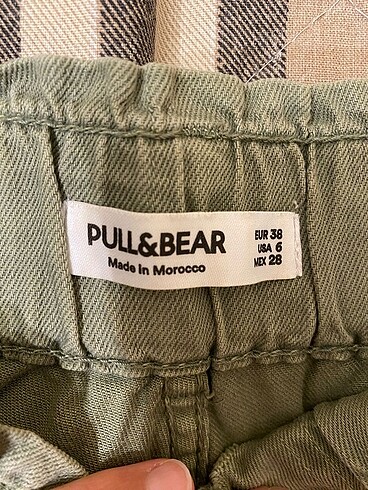 PULL&BEAR
Made in Morocco
EUR 38
USA 6
MEX 28